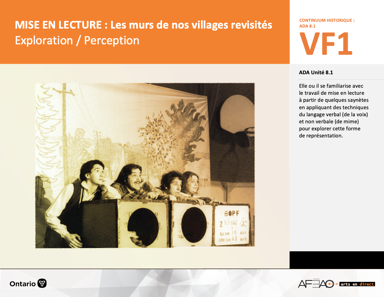 MISE EN LECTURE : Les murs de nos villages revisités
Exploration / Perception
CONTINUUM HISTORIQUE :
ADA 8.1
VF1
ADA Unité 8.1
Elle ou il se familiarise avec
le travail de mise en lecture
à partir de quelques saynètes
en appliquant des techniques
du langage verbal (de la voix)
et non verbale (de mime)
pour explorer cette forme
de représentation.
Ontario
AFEAO arts en direct